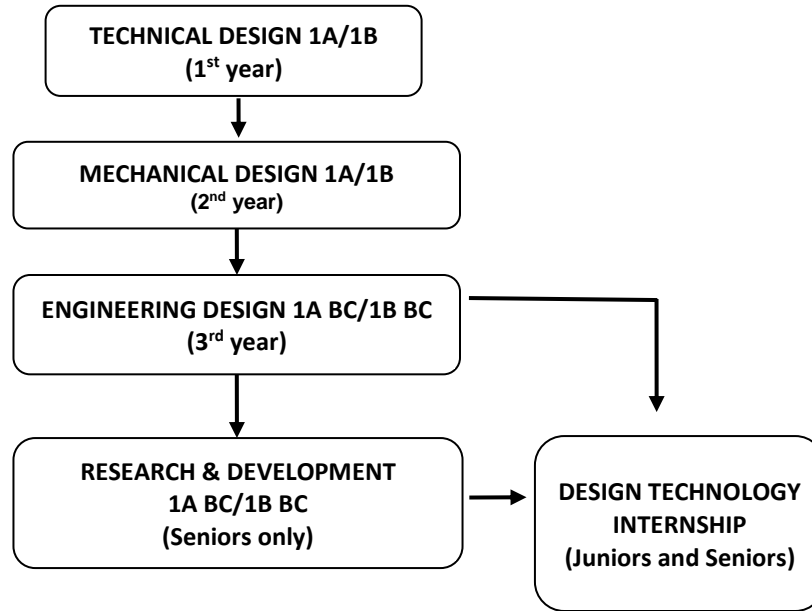 TECHNICAL DESIGN 1A/1B
(1st year)
MECHANICAL DESIGN 1A/1B
(2nd year)
ENGINEERING DESIGN 1A BC/1B BC
(3rd year)
RESEARCH & DEVELOPMENT
1A BC/1B BC
(Seniors only)
DESIGN TECHNOLOGY
INTERNSHIP
(Juniors and Seniors)